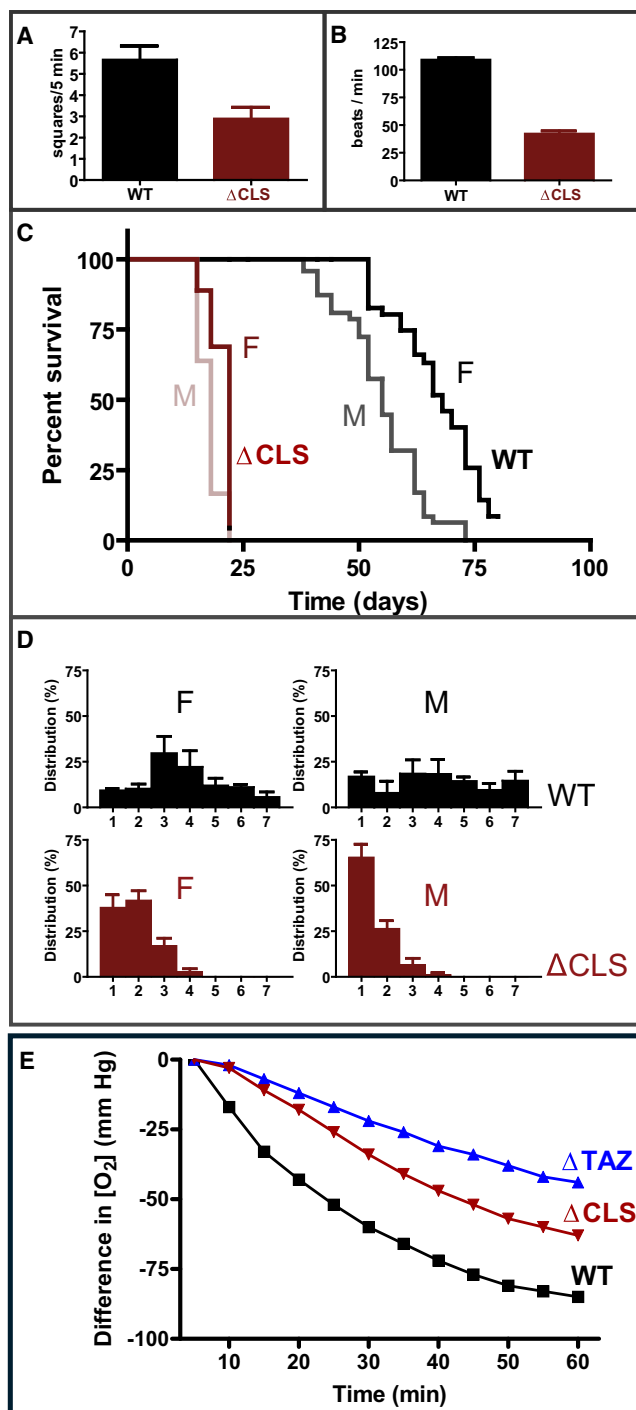 A
squares/5 min
7
6
5
4
3
2
1
0
WT
ΔCLS
B
beats / min
125
100
75
50
25
0
WT
ΔCLS
C
Percent survival
100
75
50
25
0
F
M
ΔCLS
F
M
WT
0 25 50 75 100
Time (days)
D
Distribution (%)
75
50
25
0
F
1 2 3 4 5 6 7
Distribution (%)
75
50
25
0
M
1 2 3 4 5 6 7
WT
Distribution (%)
75
50
25
0
F
1 2 3 4 5 6 7
Distribution (%)
75
50
25
0
M
1 2 3 4 5 6 7
ΔCLS
E
Difference in [O₂] (mm Hg)
0
-25
-50
-75
-100
ΔTAZ
ΔCLS
WT
10 20 30 40 50 60
Time (min)